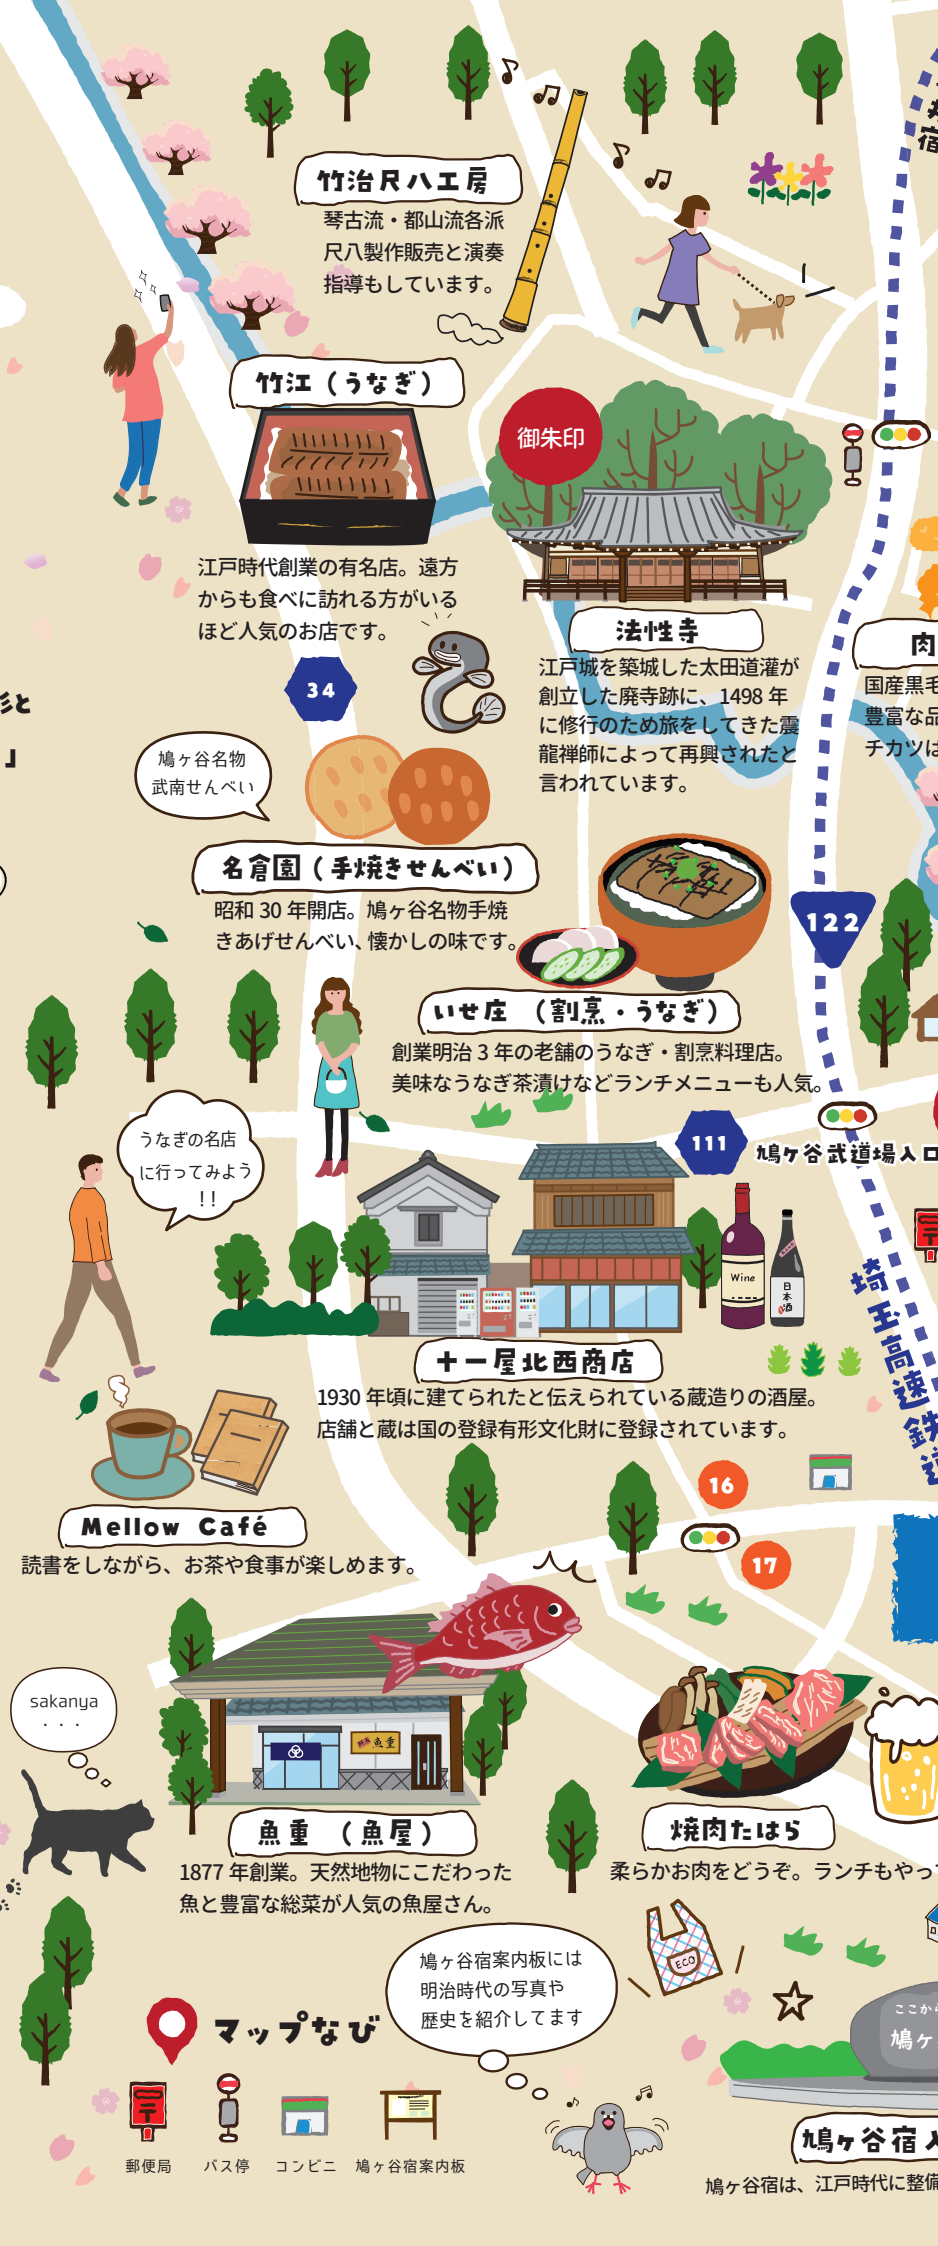 宿
竹治尺八工房
琴古流・都山流各派
尺八製作販売と演奏
指導もしています。
竹江（うなぎ）
江戸時代創業の有名店。遠方
からも食べに訪れる方がいる
ほど人気のお店です。
御朱印
法性寺
江戸城を築城した太田道灌が
創立した廃寺跡に、1498 年
に修行のため旅をしてきた震
龍禅師によって再興されたと
言われています。
肉
国産黒毛
豊富な品
チカツは
34
と
」
鳩ヶ谷名物
武南せんべい
名倉園（手焼きせんべい）
昭和 30 年開店。鳩ヶ谷名物手焼
きあげせんべい、懐かしの味です。
122
いせ庄 （割烹・うなぎ）
創業明治 3 年の老舗のうなぎ・割烹料理店。
美味なうなぎ茶漬けなどランチメニューも人気。
うなぎの名店
に行ってみよう
！！
111
鳩ヶ谷武道場入口
〒
Wine
日本酒
埼玉高速鉄道
十一屋北西商店
1930 年頃に建てられたと伝えられている蔵造りの酒屋。
店舗と蔵は国の登録有形文化財に登録されています。
16
17
Mellow Café
読書をしながら、お茶や食事が楽しめます。
sakanya
・・・
魚重
魚重 （魚屋）
1877 年創業。天然地物にこだわった
魚と豊富な総菜が人気の魚屋さん。
焼肉たはら
柔らかお肉をどうぞ。ランチもやって
鳩ヶ谷宿案内板には
明治時代の写真や
歴史を紹介してます
ECO
ここから
鳩ヶ
マップなび
〒
郵便局
バス停
コンビニ
鳩ヶ谷宿案内板
鳩ヶ谷宿入
鳩ヶ谷宿は、江戸時代に整備